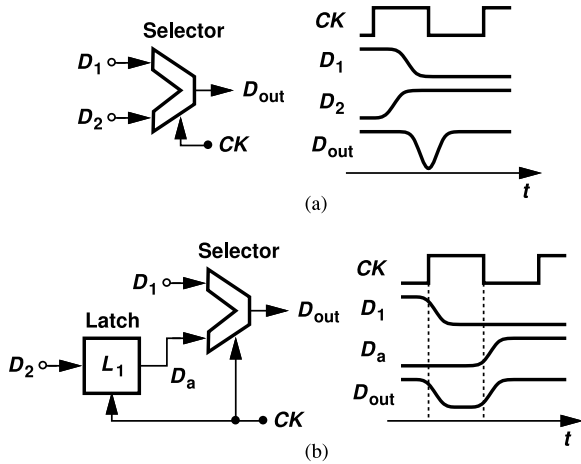 Selector
D1
D2
Dout
CK
CK
D1
D2
Dout
t
(a)
Selector
D1
Dout
Latch
D2
L1
Da
CK
CK
D1
Da
Dout
t
(b)